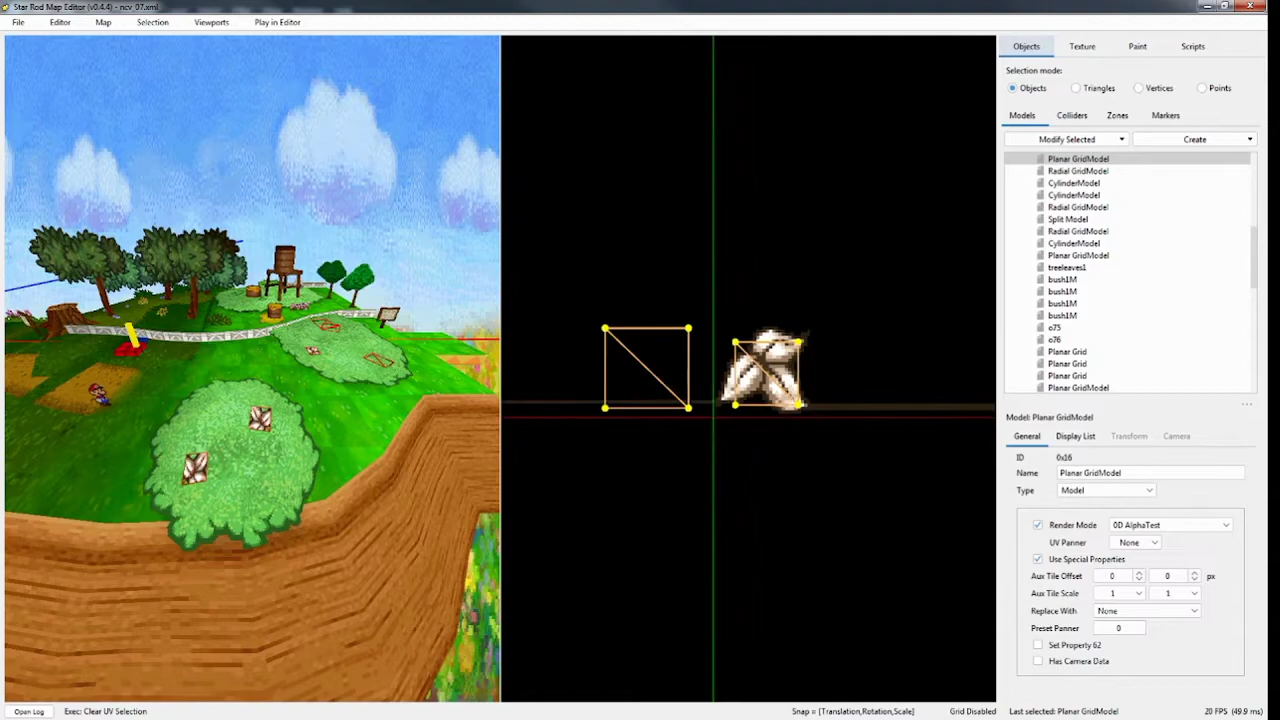 Star Rod Map Editor (v0.4.4) - ncv_07.xml
File Editor Map Selection Viewports Play in Editor
Objects Texture Paint Scripts
Selection mode:
Objects Triangles Vertices Points
Models Colliders Zones Markers
Modify Selected Create
Planar GridModel
Radial GridModel
CylinderModel
CylinderModel
Radial GridModel
Split Model
Radial GridModel
CylinderModel
Planar GridModel
treeleaves1
bush1M
bush1M
bush1M
bush1M
o75
o76
Planar Grid
Planar Grid
Planar Grid
Planar GridModel
Model: Planar GridModel
General Display List Transform Camera
ID 0x16
Name Planar GridModel
Type Model
Render Mode 0D AlphaTest
UV Panner None
Use Special Properties
Aux Tile Offset 0 0 px
Aux Tile Scale 1 1
Replace With None
Preset Panner 0
Set Property 62
Has Camera Data
Open Log Exec: Clear UV Selection Snap = [Translation,Rotation,Scale] Grid Disabled Last selected: Planar GridModel 20 FPS (49.9 ms)